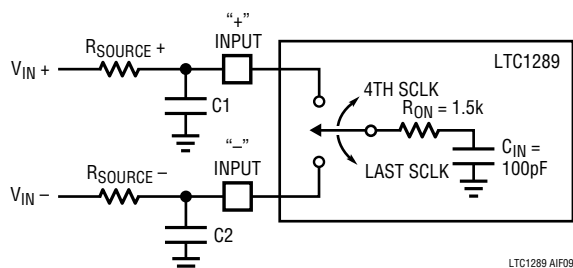 "+"
INPUT
RSOURCE +
VIN +
C1
LTC1289
4TH SCLK
RON = 1.5k
CIN =
100pF
LAST SCLK
"–"
INPUT
RSOURCE –
VIN –
C2
LTC1289 AIF09